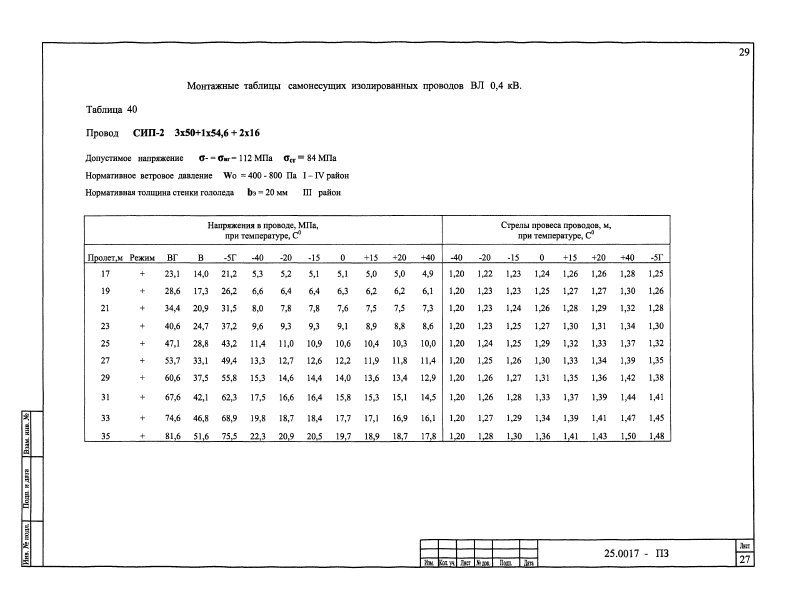 29
Монтажные таблицы самонесущих изолированных проводов ВЛ 0,4 кВ.
Таблица 40
Провод СИП-2 3х50+1х54,6 + 2х16
Допустимое напряжение σ- = σвг = 112 МПа σсг = 84 МПа
Нормативное ветровое давление Wo = 400 - 800 Па I – IV район
Нормативная толщина стенки гололеда bэ = 20 мм III район
Напряжения в проводе, МПа, Стрелы провеса проводов, м,
при температуре, С⁰ при температуре, С⁰
Пролет,м Режим ВГ В -5Г -40 -20 -15 0 +15 +20 +40 -40 -20 -15 0 +15 +20 +40 -5Г
17 + 23,1 14,0 21,2 5,3 5,2 5,1 5,1 5,0 5,0 4,9 1,20 1,22 1,23 1,24 1,26 1,26 1,28 1,25
19 + 28,6 17,3 26,2 6,6 6,4 6,4 6,3 6,2 6,2 6,1 1,20 1,23 1,23 1,25 1,27 1,27 1,30 1,26
21 + 34,4 20,9 31,5 8,0 7,8 7,8 7,6 7,5 7,5 7,3 1,20 1,23 1,24 1,26 1,28 1,29 1,32 1,28
23 + 40,6 24,7 37,2 9,6 9,3 9,3 9,1 8,9 8,8 8,6 1,20 1,23 1,25 1,27 1,30 1,31 1,34 1,30
25 + 47,1 28,8 43,2 11,4 11,0 10,9 10,6 10,4 10,3 10,0 1,20 1,24 1,25 1,29 1,32 1,33 1,37 1,32
27 + 53,7 33,1 49,4 13,3 12,7 12,6 12,2 11,9 11,8 11,4 1,20 1,25 1,26 1,30 1,33 1,34 1,39 1,35
29 + 60,6 37,5 55,8 15,3 14,6 14,4 14,0 13,6 13,4 12,9 1,20 1,26 1,27 1,31 1,35 1,36 1,42 1,38
31 + 67,6 42,1 62,3 17,5 16,6 16,4 15,8 15,3 15,1 14,5 1,20 1,26 1,28 1,33 1,37 1,39 1,44 1,41
33 + 74,6 46,8 68,9 19,8 18,7 18,4 17,7 17,1 16,9 16,1 1,20 1,27 1,29 1,34 1,39 1,41 1,47 1,45
35 + 81,6 51,6 75,5 22,3 20,9 20,5 19,7 18,9 18,7 17,8 1,20 1,28 1,30 1,36 1,41 1,43 1,50 1,48
Взам. инв. №
Подп. и дата
Инв. № подл.
Изм. Кол. уч. Лист № док. Подп. Дата
25.0017 - ПЗ
Лист
27